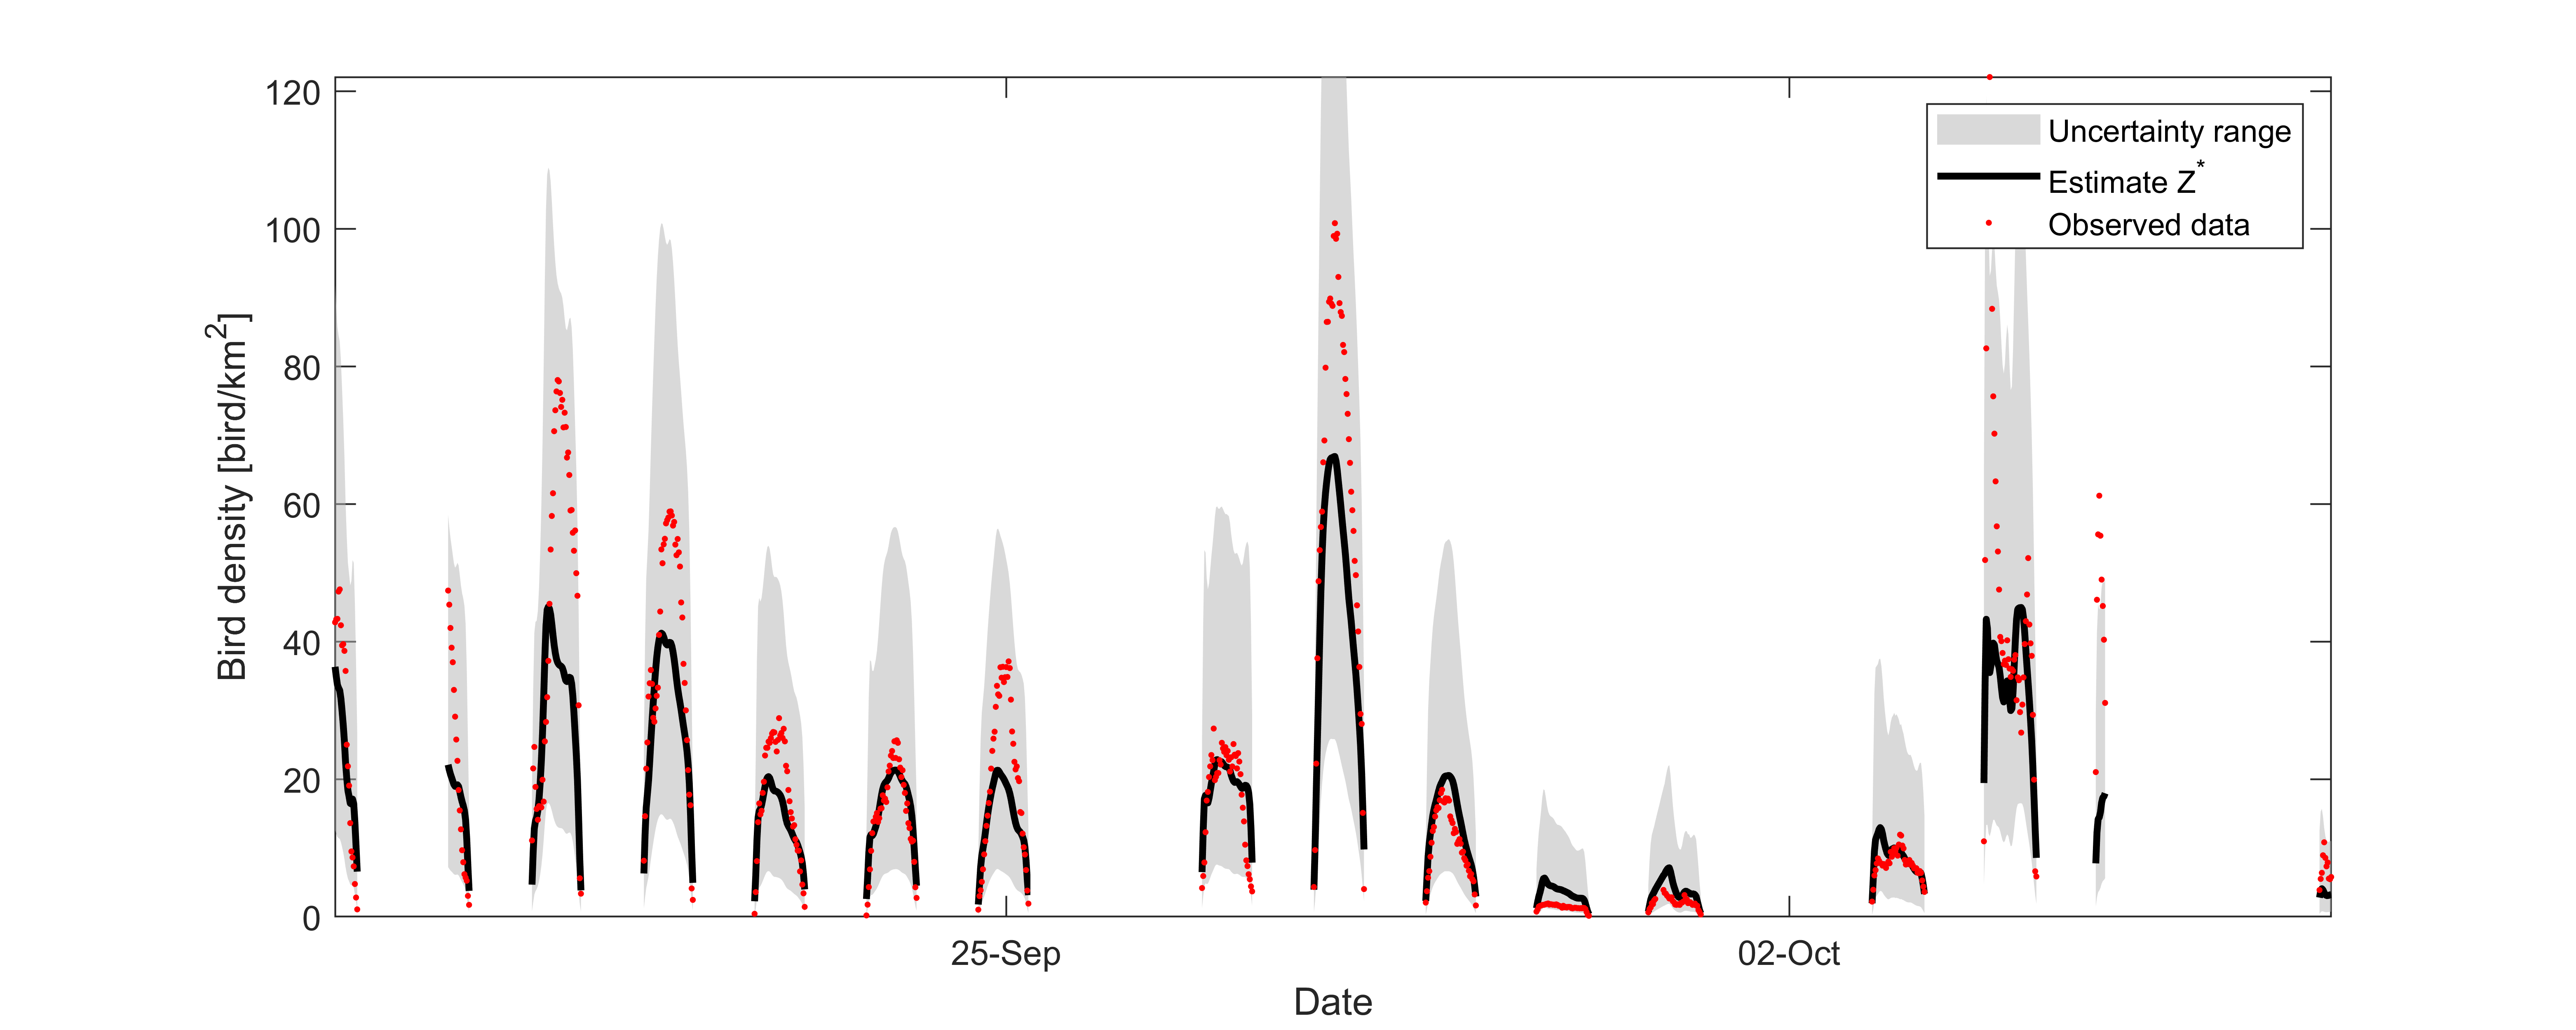 120
100
80
60
40
20
0
Bird density [bird/km²]
25-Sep
02-Oct
Date
Uncertainty range
Estimate Z*
Observed data